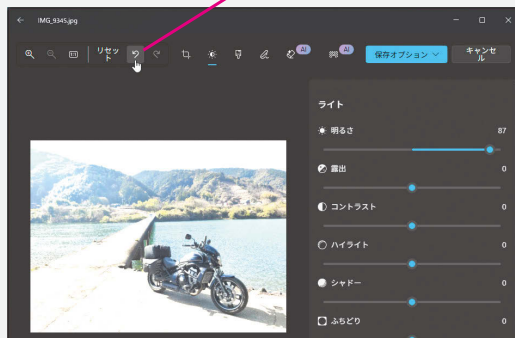 IMG_9345.jpg
リセッ
ト
AI
AI
保存オプション
キャンセ
ル
ライト
明るさ 87
露出 0
コントラスト 0
ハイライト 0
シャドー 0
ふちどり 0